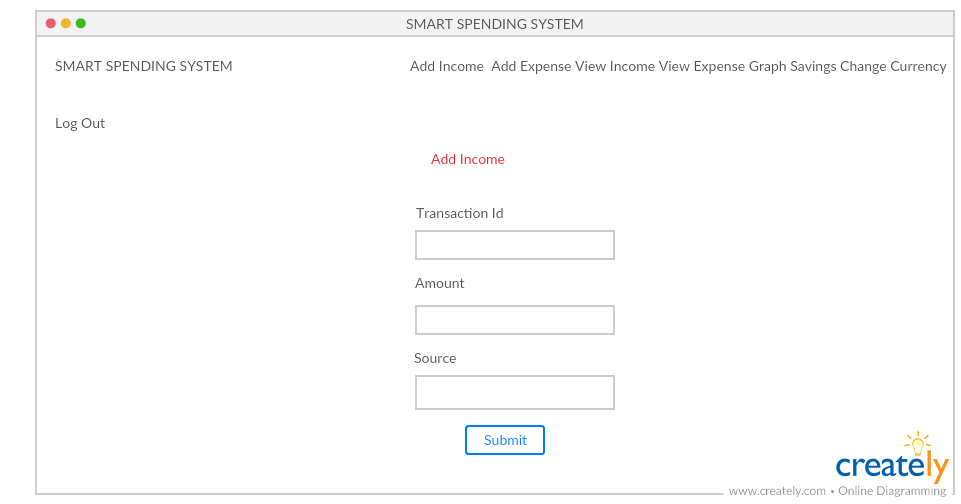 SMART SPENDING SYSTEM
SMART SPENDING SYSTEM Add Income Add Expense View Income View Expense Graph Savings Change Currency
Log Out
Add Income
Transaction Id
Amount
Source
Submit
creately
www.creately.com • Online Diagramming